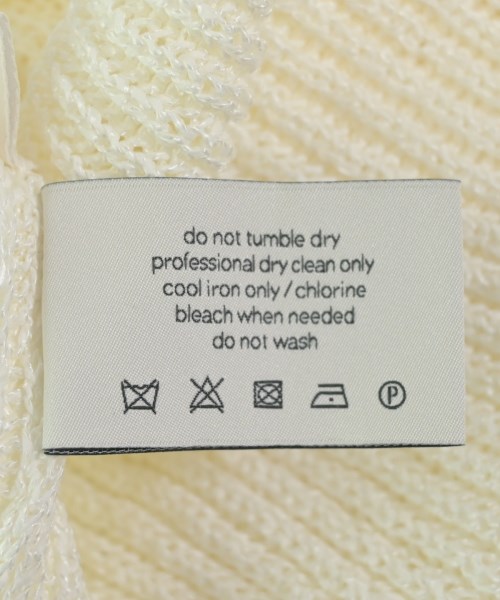 do not tumble dry
professional dry clean only
cool iron only / chlorine
bleach when needed
do not wash
P